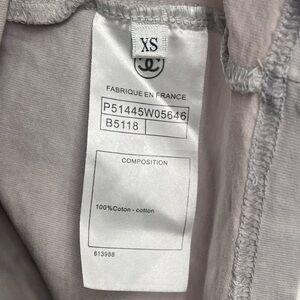 XS
FABRIQUE EN FRANCE
P51445W05646
B5118
COMPOSITION
100%Coton - cotton
613988